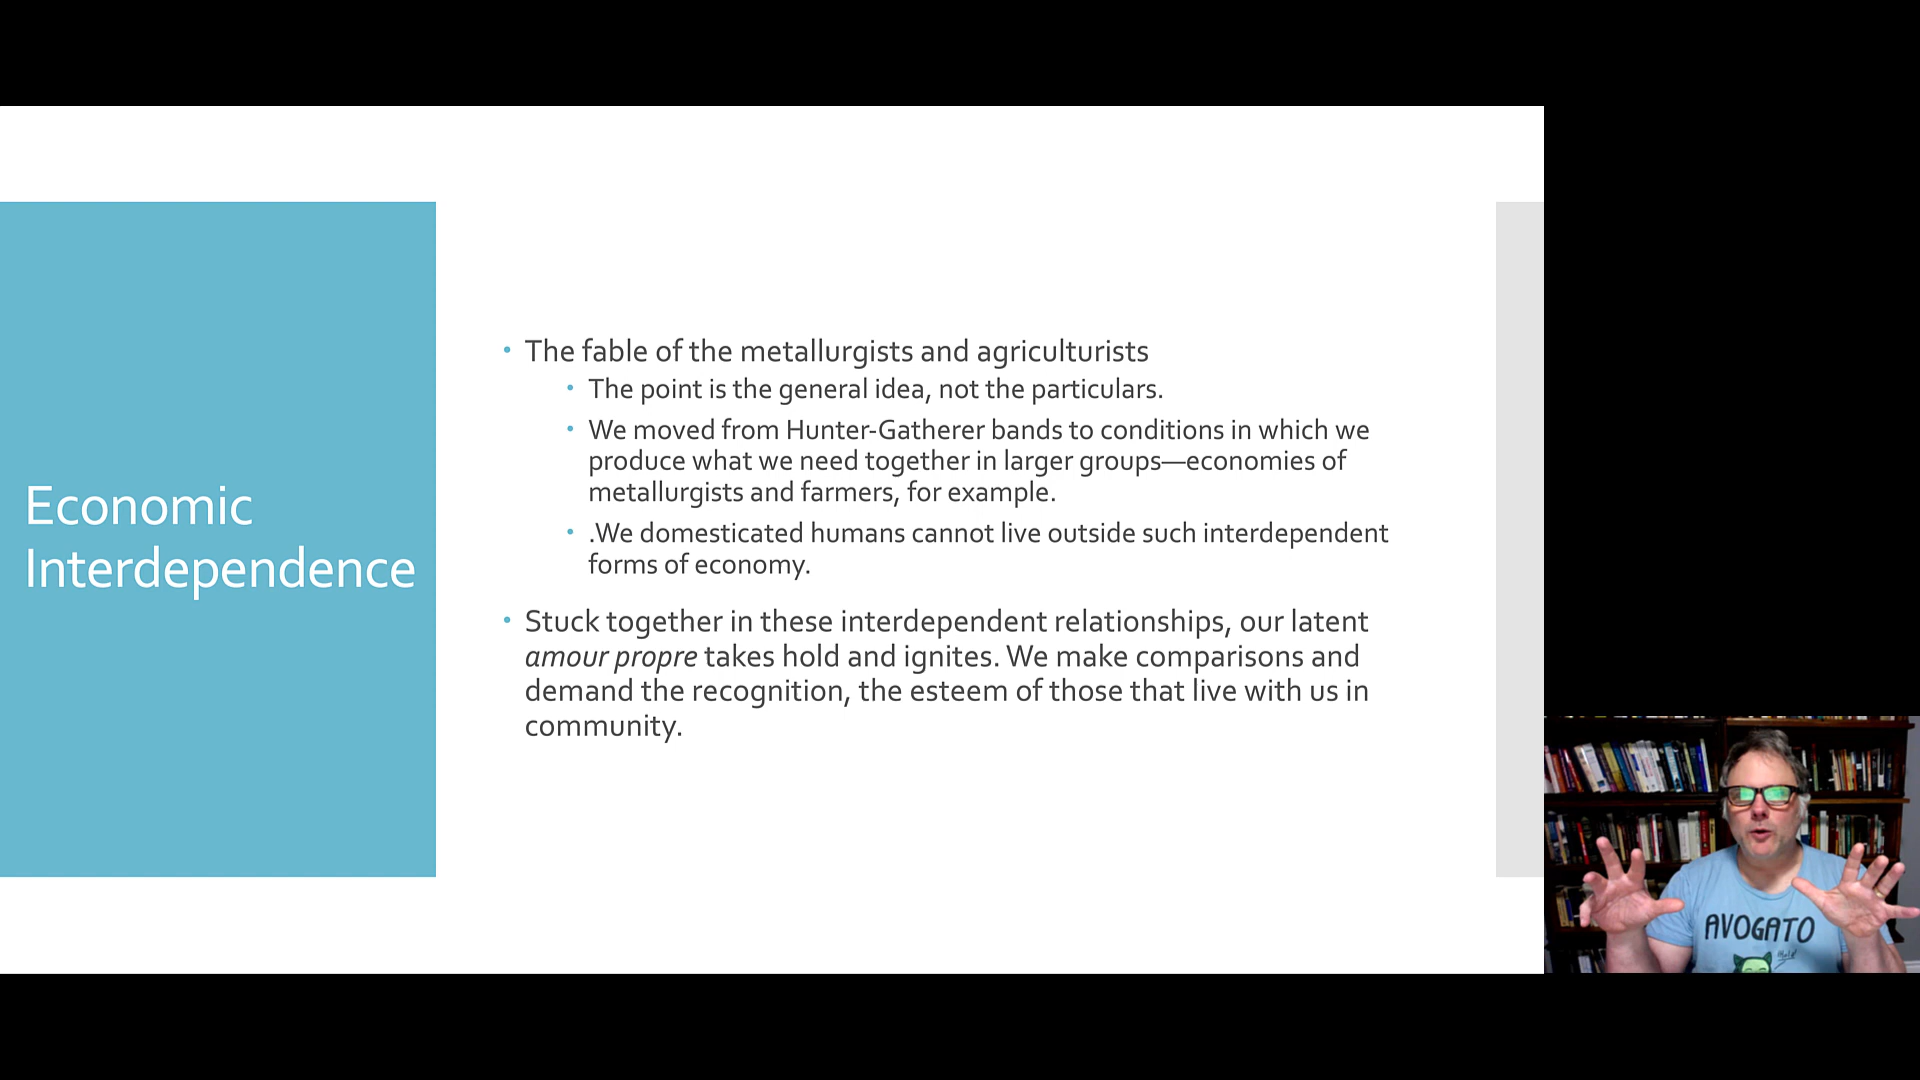 Economic
Interdependence
• The fable of the metallurgists and agriculturists
• The point is the general idea, not the particulars.
• We moved from Hunter-Gatherer bands to conditions in which we
produce what we need together in larger groups—economies of
metallurgists and farmers, for example.
• .We domesticated humans cannot live outside such interdependent
forms of economy.
• Stuck together in these interdependent relationships, our latent
amour propre takes hold and ignites. We make comparisons and
demand the recognition, the esteem of those that live with us in
community.
AVOGATO